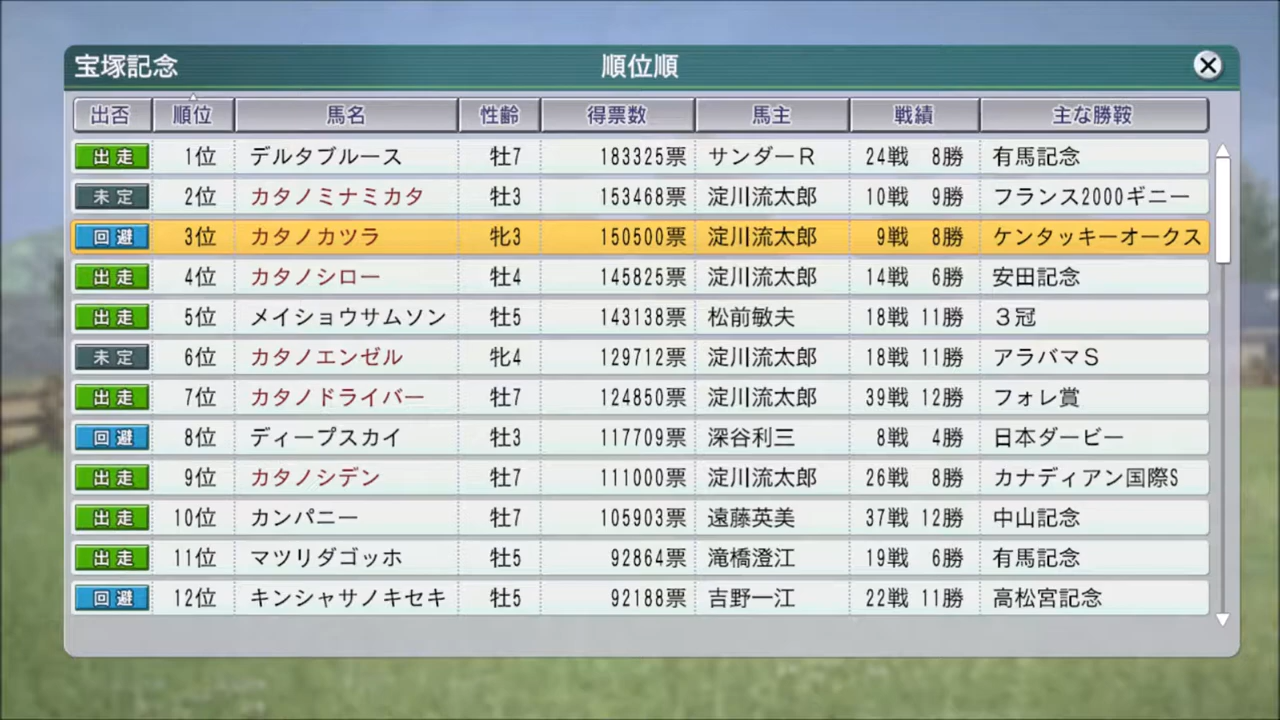 宝塚記念 順位順
出否 順位 馬名 性齢 得票数 馬主 戦績 主な勝鞍
出走 1位 デルタブルース 牡7 183325票 サンダーR 24戦 8勝 有馬記念
未定 2位 カタノミナミカタ 牡3 153468票 淀川流太郎 10戦 9勝 フランス2000ギニー
回避 3位 カタノカツラ 牝3 150500票 淀川流太郎 9戦 8勝 ケンタッキーオークス
出走 4位 カタノシロー 牡4 145825票 淀川流太郎 14戦 6勝 安田記念
出走 5位 メイショウサムソン 牡5 143138票 松前敏夫 18戦 11勝 3冠
未定 6位 カタノエンゼル 牝4 129712票 淀川流太郎 18戦 11勝 アラバマS
出走 7位 カタノドライバー 牡7 124850票 淀川流太郎 39戦 12勝 フォレ賞
回避 8位 ディープスカイ 牡3 117709票 深谷利三 8戦 4勝 日本ダービー
出走 9位 カタノシデン 牡7 111000票 淀川流太郎 26戦 8勝 カナディアン国際S
出走 10位 カンパニー 牡7 105903票 遠藤英美 37戦 12勝 中山記念
出走 11位 マツリダゴッホ 牡5 92864票 滝橋澄江 19戦 6勝 有馬記念
回避 12位 キンシャサノキセキ 牡5 92188票 吉野一江 22戦 11勝 高松宮記念